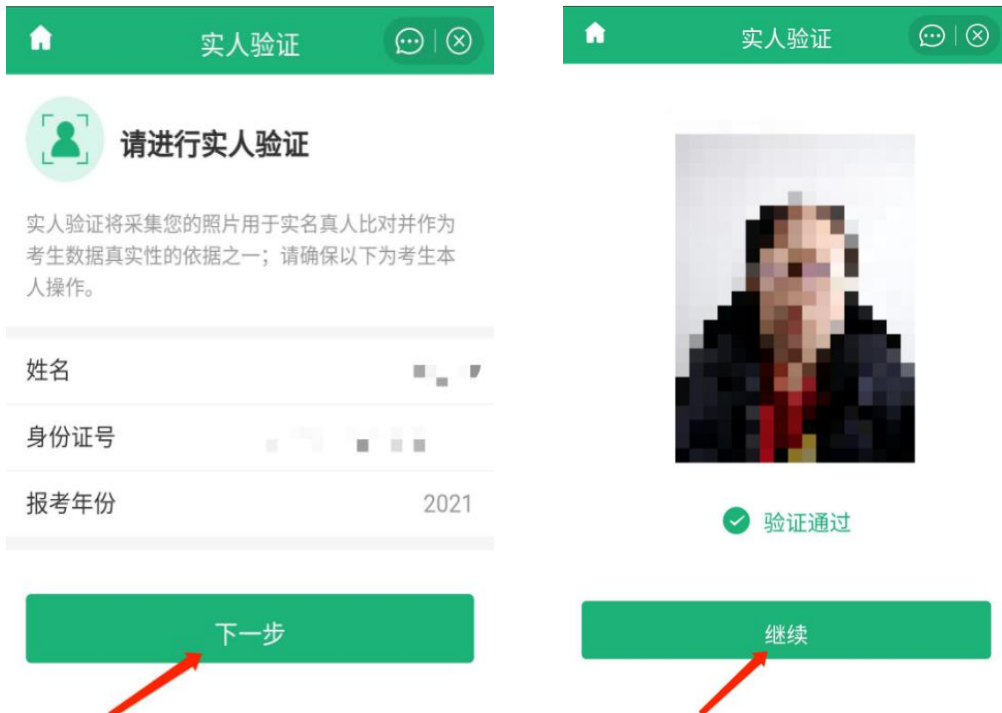 实人验证
请进行实人验证
实人验证将采集您的照片用于实名真人比对并作为
考生数据真实性的依据之一；请确保以下为考生本
人操作。
姓名
身份证号
报考年份 2021
下一步
实人验证
验证通过
继续